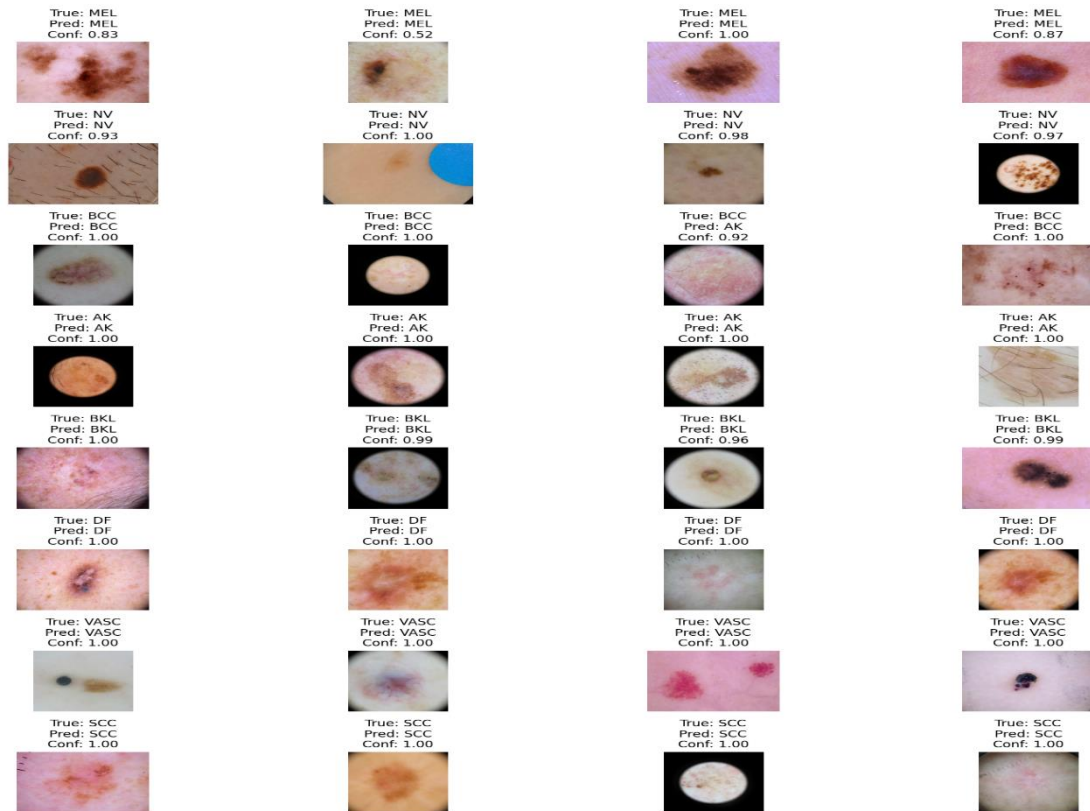 True: MEL
Pred: MEL
Conf: 0.83
True: MEL
Pred: MEL
Conf: 0.52
True: MEL
Pred: MEL
Conf: 1.00
True: MEL
Pred: MEL
Conf: 0.87
True: NV
Pred: NV
Conf: 0.93
True: NV
Pred: NV
Conf: 1.00
True: NV
Pred: NV
Conf: 0.98
True: NV
Pred: NV
Conf: 0.97
True: BCC
Pred: BCC
Conf: 1.00
True: BCC
Pred: BCC
Conf: 1.00
True: BCC
Pred: AK
Conf: 0.92
True: BCC
Pred: BCC
Conf: 1.00
True: AK
Pred: AK
Conf: 1.00
True: AK
Pred: AK
Conf: 1.00
True: AK
Pred: AK
Conf: 1.00
True: AK
Pred: AK
Conf: 1.00
True: BKL
Pred: BKL
Conf: 1.00
True: BKL
Pred: BKL
Conf: 0.99
True: BKL
Pred: BKL
Conf: 0.96
True: BKL
Pred: BKL
Conf: 0.99
True: DF
Pred: DF
Conf: 1.00
True: DF
Pred: DF
Conf: 1.00
True: DF
Pred: DF
Conf: 1.00
True: DF
Pred: DF
Conf: 1.00
True: VASC
Pred: VASC
Conf: 1.00
True: VASC
Pred: VASC
Conf: 1.00
True: VASC
Pred: VASC
Conf: 1.00
True: VASC
Pred: VASC
Conf: 1.00
True: SCC
Pred: SCC
Conf: 1.00
True: SCC
Pred: SCC
Conf: 1.00
True: SCC
Pred: SCC
Conf: 1.00
True: SCC
Pred: SCC
Conf: 1.00